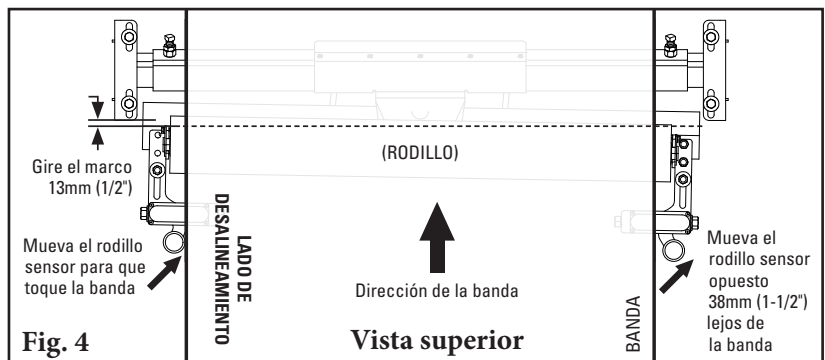 Gire el marco
13mm (1/2")
Mueva el rodillo
sensor para que
toque la banda
LADO DE
DESALINEAMIENTO
(RODILLO)
Dirección de la banda
BANDA
Mueva el
rodillo sensor
opuesto
38mm (1-1/2")
lejos de
la banda
Fig. 4
Vista superior